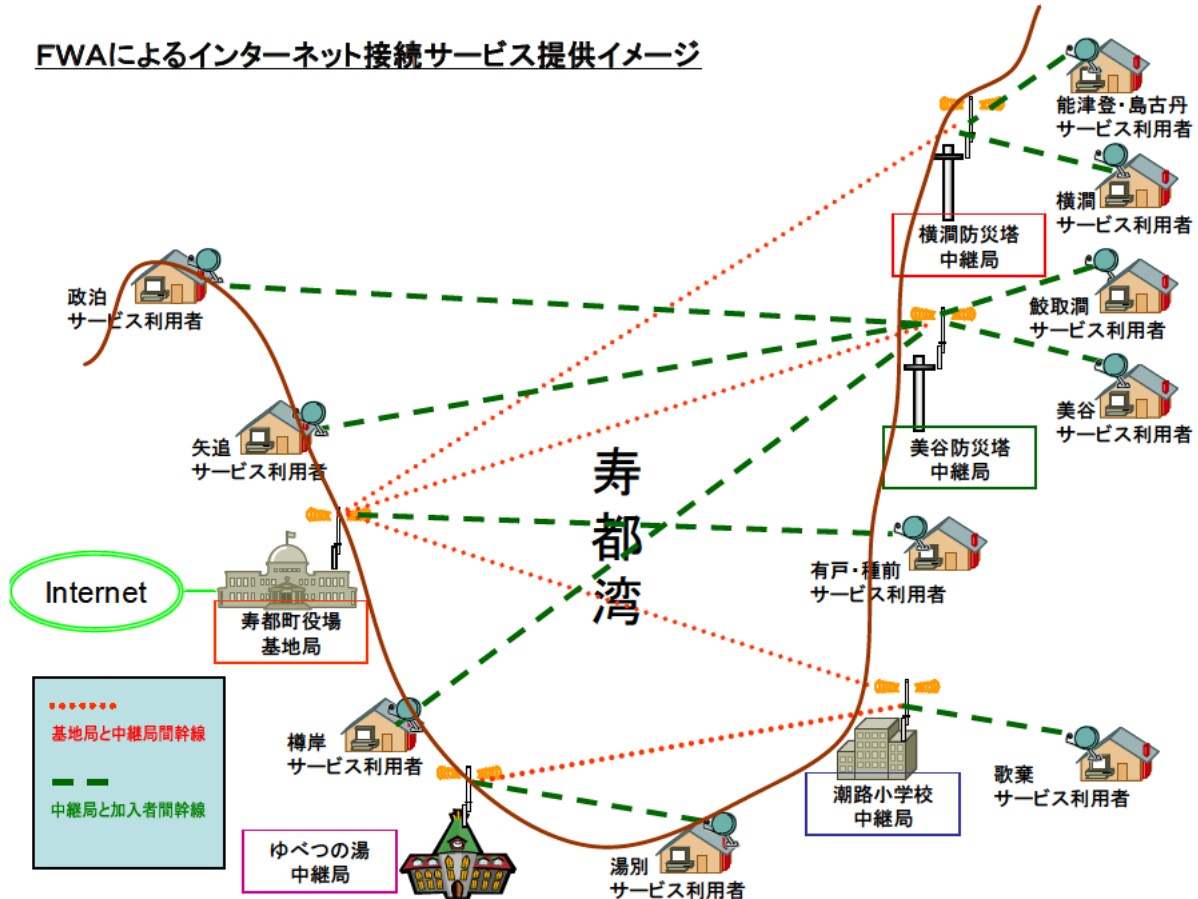 FWAによるインターネット接続サービス提供イメージ
能津登・島古丹
サービス利用者
横澗
サービス利用者
横澗防災塔
中継局
政泊
サービス利用者
鮫取澗
サービス利用者
美谷
サービス利用者
矢追
サービス利用者
美谷防災塔
中継局
寿都湾
有戸・種前
サービス利用者
Internet
寿都町役場
基地局
基地局と中継局間幹線
中継局と加入者間幹線
樽岸
サービス利用者
歌棄
サービス利用者
潮路小学校
中継局
ゆべつの湯
中継局
湯別
サービス利用者